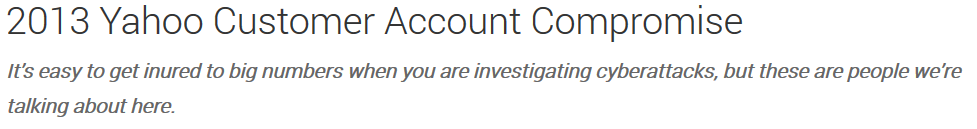 2013 Yahoo Customer Account Compromise
It’s easy to get inured to big numbers when you are investigating cyberattacks, but these are people we’re
talking about here.